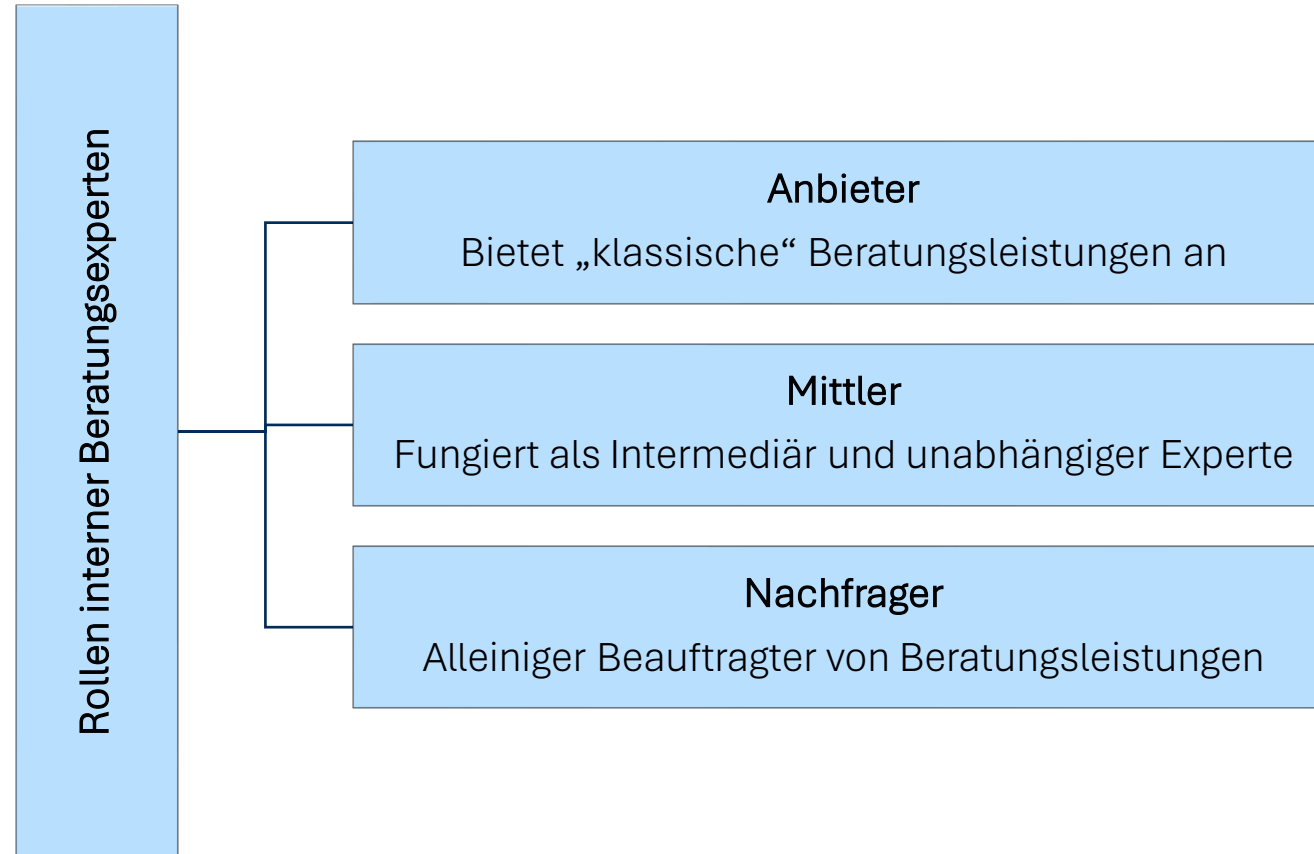 Rollen interner Beratungsexperten
Anbieter
Bietet „klassische“ Beratungsleistungen an
Mittler
Fungiert als Intermediär und unabhängiger Experte
Nachfrager
Alleiniger Beauftragter von Beratungsleistungen